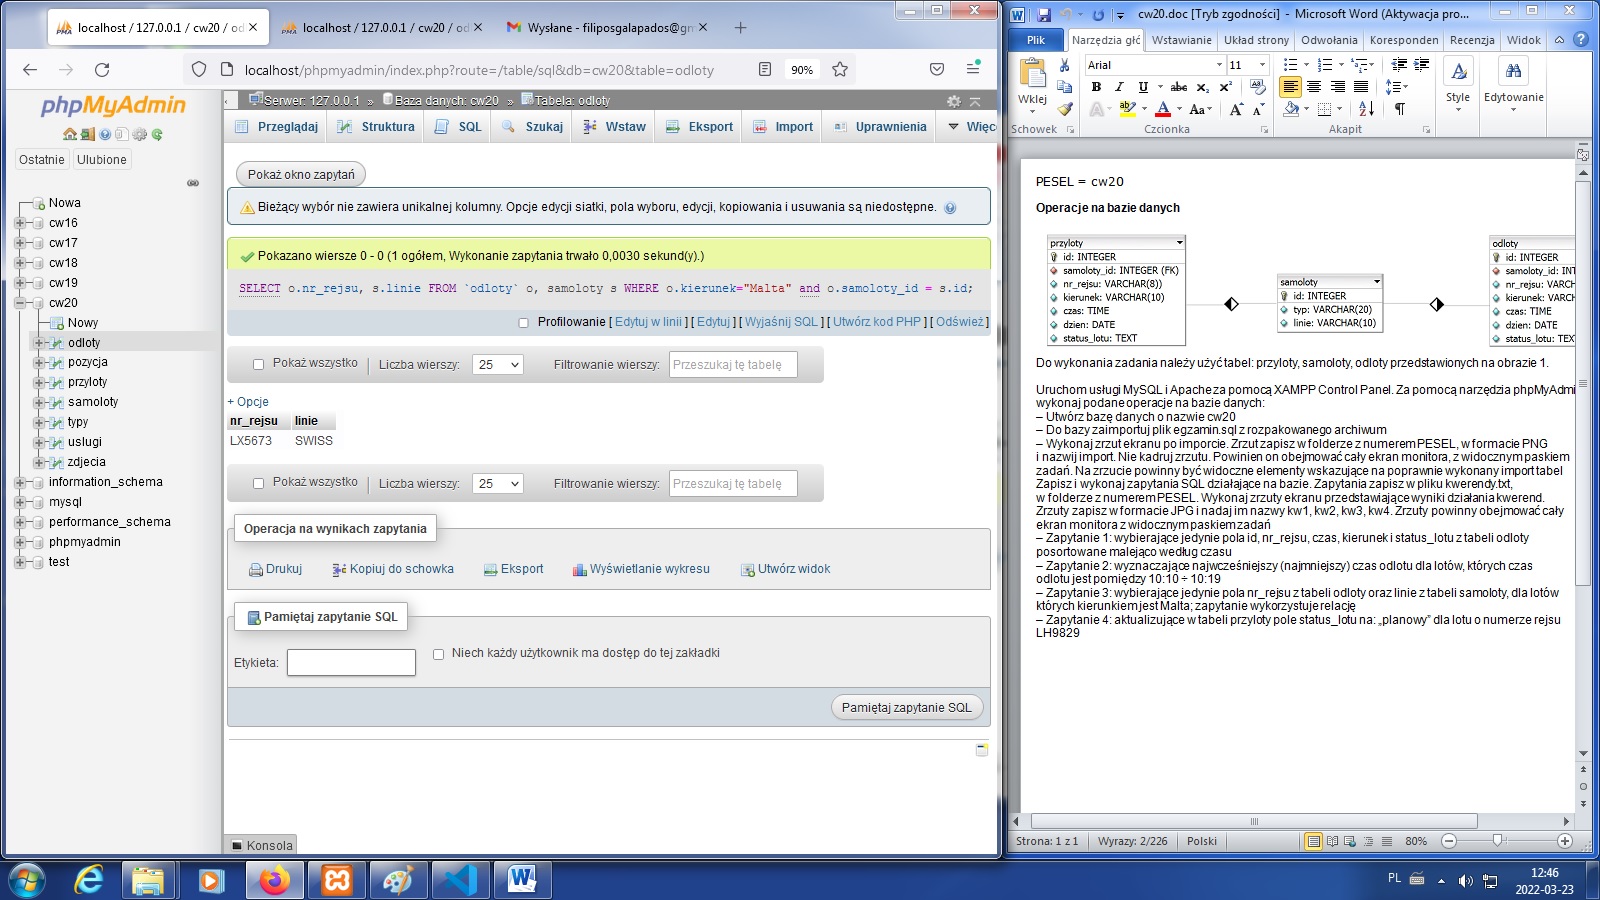 localhost / 127.0.0.1 / cw20 / od
localhost / 127.0.0.1 / cw20 / od
Wysłane - filiposgalapados@gm
localhost/phpmyadmin/index.php?route=/table/sql&db=cw20&table=odloty
90%
phpMyAdmin
Ostatnie
Ulubione
Nowa
cw16
cw17
cw18
cw19
cw20
Nowy
odloty
pozycja
przyloty
samoloty
typy
uslugi
zdjecia
information_schema
mysql
performance_schema
phpmyadmin
test
Serwer: 127.0.0.1 » Baza danych: cw20 » Tabela: odloty
Przeglądaj
Struktura
SQL
Szukaj
Wstaw
Eksport
Import
Uprawnienia
Więc
Pokaż okno zapytań
Bieżący wybór nie zawiera unikalnej kolumny. Opcje edycji siatki, pola wyboru, edycji, kopiowania i usuwania są niedostępne.
Pokazano wiersze 0 - 0 (1 ogółem, Wykonanie zapytania trwało 0,0030 sekund(y).)
SELECT o.nr_rejsu, s.linie FROM `odloty` o, samoloty s WHERE o.kierunek="Malta" and o.samoloty_id = s.id;
Profilowanie [ Edytuj w linii ] [ Edytuj ] [ Wyjaśnij SQL ] [ Utwórz kod PHP ] [ Odśwież ]
Pokaż wszystko
Liczba wierszy:
25
Filtrowanie wierszy:
Przeszukaj tę tabelę
+ Opcje
nr_rejsu
linie
LX5673
SWISS
Pokaż wszystko
Liczba wierszy:
25
Filtrowanie wierszy:
Przeszukaj tę tabelę
Operacja na wynikach zapytania
Drukuj
Kopiuj do schowka
Eksport
Wyświetlanie wykresu
Utwórz widok
Pamiętaj zapytanie SQL
Etykieta:
Niech każdy użytkownik ma dostęp do tej zakładki
Pamiętaj zapytanie SQL
Konsola
cw20.doc [Tryb zgodności] - Microsoft Word (Aktywacja pro...
Plik
Narzędzia głó
Wstawianie
Układ strony
Odwołania
Koresponden
Recenzja
Widok
Wklej
Arial
11
Style
Edytowanie
Schowek
Czcionka
Akapit
PESEL = cw20
Operacje na bazie danych
przyloty
id: INTEGER
samoloty_id: INTEGER (FK)
nr_rejsu: VARCHAR(8))
kierunek: VARCHAR(10)
czas: TIME
dzien: DATE
status_lotu: TEXT
samoloty
id: INTEGER
typ: VARCHAR(20)
linie: VARCHAR(10)
odloty
id: INTEGER
samoloty_id: INT
nr_rejsu: VARC
kierunek: VARC
czas: TIME
dzien: DATE
status_lotu: TE
Do wykonania zadania należy użyć tabel: przyloty, samoloty, odloty przedstawionych na obrazie 1.
Uruchom usługi MySQL i Apache za pomocą XAMPP Control Panel. Za pomocą narzędzia phpMyAdmi
wykonaj podane operacje na bazie danych:
– Utwórz bazę danych o nazwie cw20
– Do bazy zaimportuj plik egzamin.sql z rozpakowanego archiwum
– Wykonaj zrzut ekranu po imporcie. Zrzut zapisz w folderze z numerem PESEL, w formacie PNG
i nazwij import. Nie kadruj zrzutu. Powinien on obejmować cały ekran monitora, z widocznym paskiem
zadań. Na zrzucie powinny być widoczne elementy wskazujące na poprawnie wykonany import tabel
Zapisz i wykonaj zapytania SQL działające na bazie. Zapytania zapisz w pliku kwerendy.txt,
w folderze z numerem PESEL. Wykonaj zrzuty ekranu przedstawiające wyniki działania kwerend.
Zrzuty zapisz w formacie JPG i nadaj im nazwy kw1, kw2, kw3, kw4. Zrzuty powinny obejmować cały
ekran monitora z widocznym paskiem zadań
– Zapytanie 1: wybierające jedynie pola id, nr_rejsu, czas, kierunek i status_lotu z tabeli odloty
posortowane malejąco według czasu
– Zapytanie 2: wyznaczające najwcześniejszy (najmniejszy) czas odlotu dla lotów, których czas
odlotu jest pomiędzy 10:10 ÷ 10:19
– Zapytanie 3: wybierające jedynie pola nr_rejsu z tabeli odloty oraz linie z tabeli samoloty, dla lotów
których kierunkiem jest Malta; zapytanie wykorzystuje relację
– Zapytanie 4: aktualizujące w tabeli przyloty pole status_lotu na: „planowy” dla lotu o numerze rejsu
LH9829
Strona: 1 z 1
Wyrazy: 2/226
Polski
80%
PL
12:46
2022-03-23